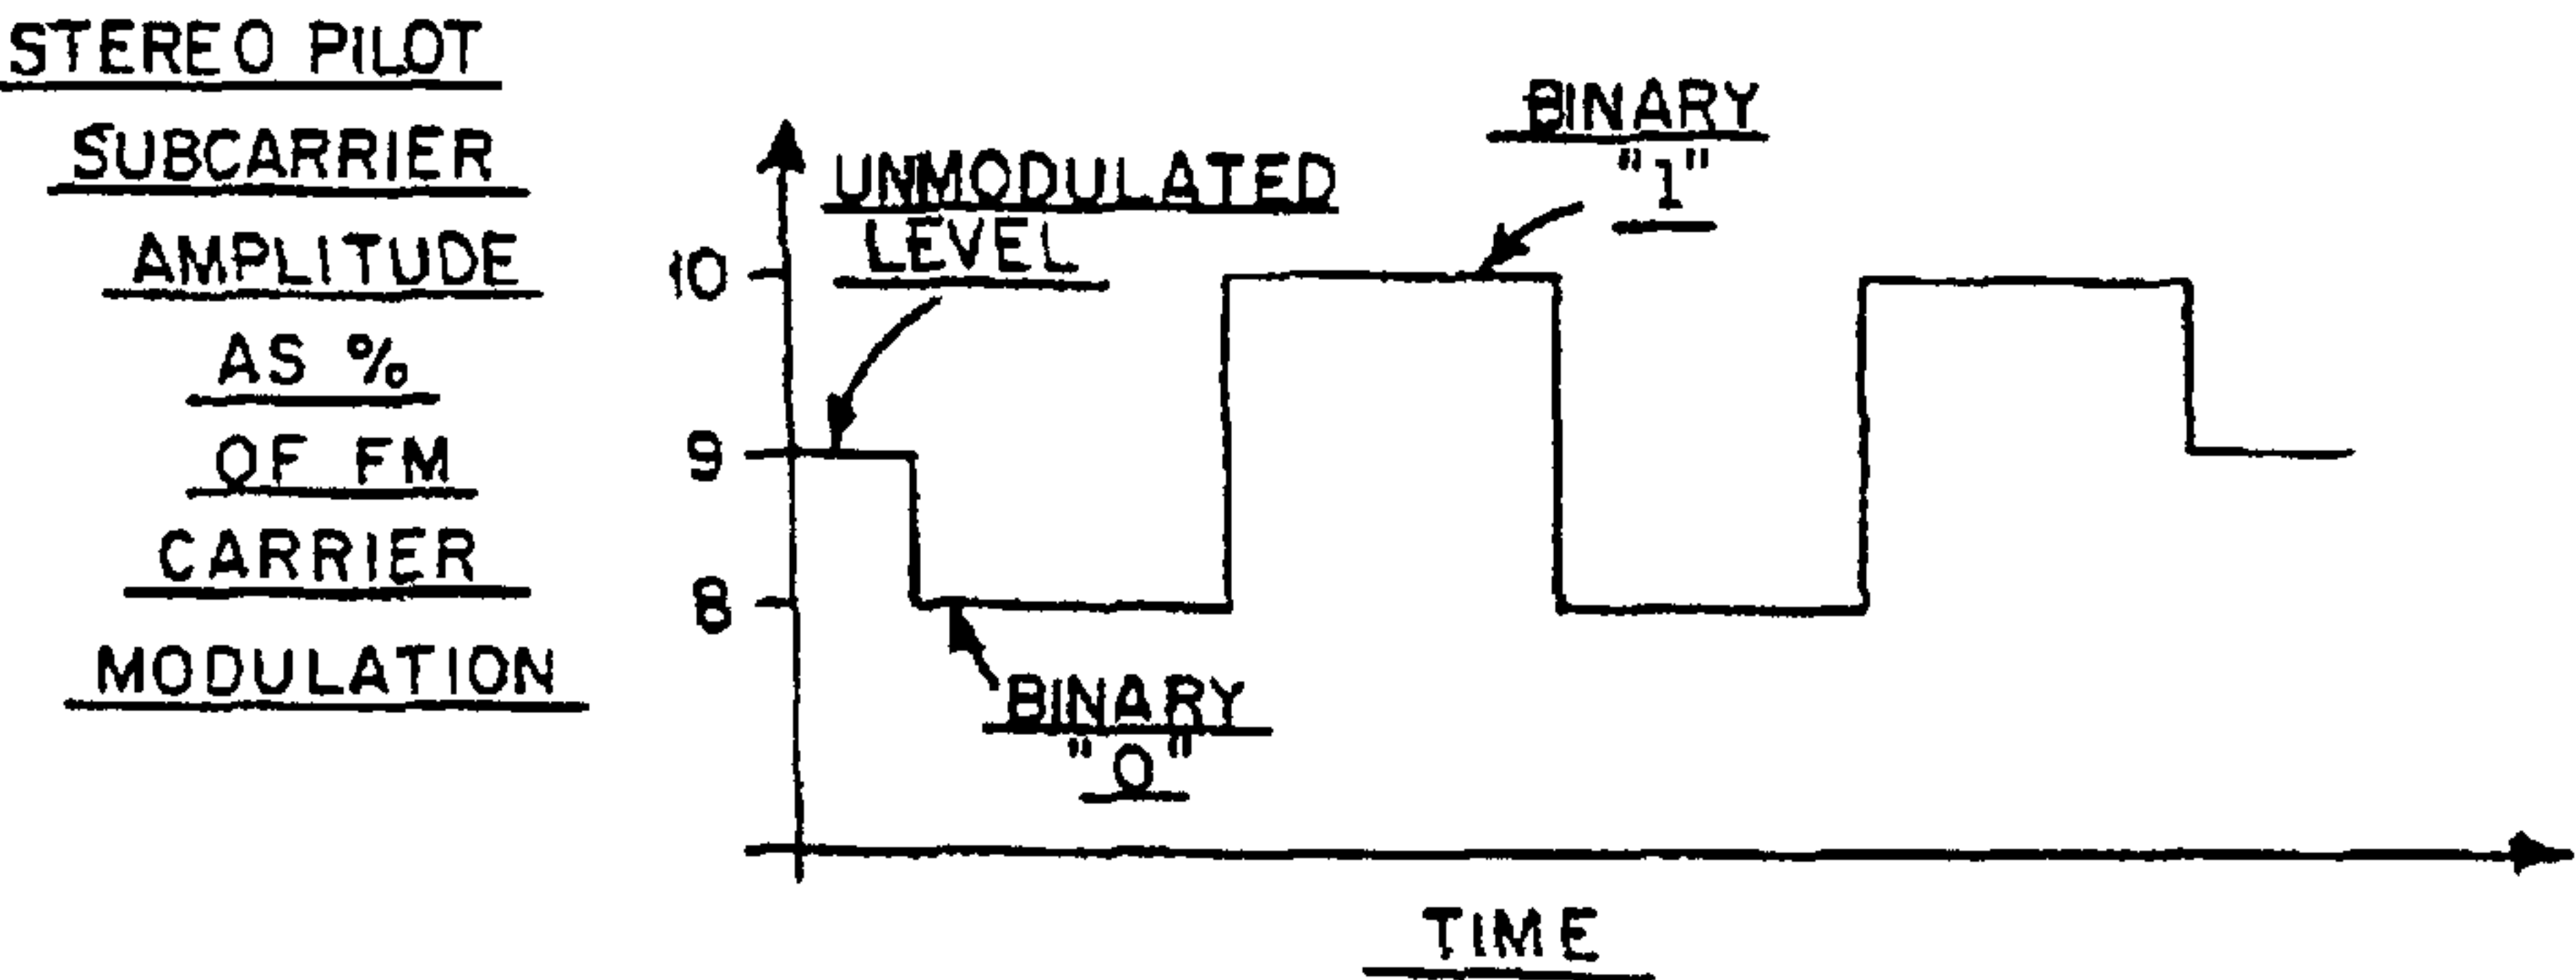 STEREO PILOT
SUBCARRIER
AMPLITUDE
AS %
OF FM
CARRIER
MODULATION
UNMODULATED
LEVEL
BINARY
"1"
10
9
8
BINARY
"0"
TIME